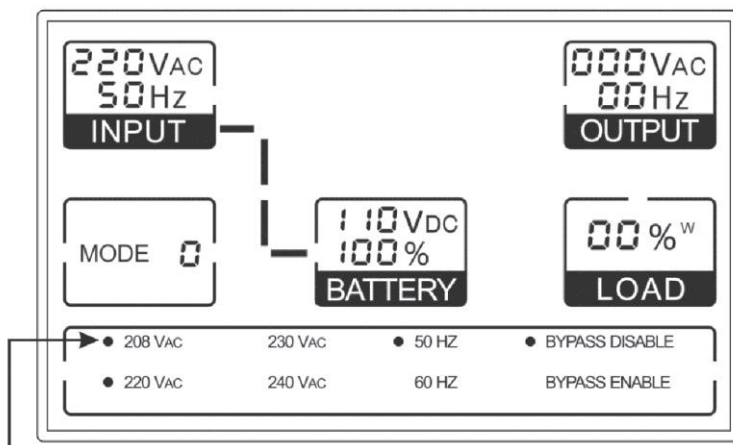 220VAC
50Hz
INPUT
000VAC
00Hz
OUTPUT
MODE 0
110VDC
100%
BATTERY
00%W
LOAD
208 VAC 230 VAC 50 HZ BYPASS DISABLE
220 VAC 240 VAC 60 HZ BYPASS ENABLE